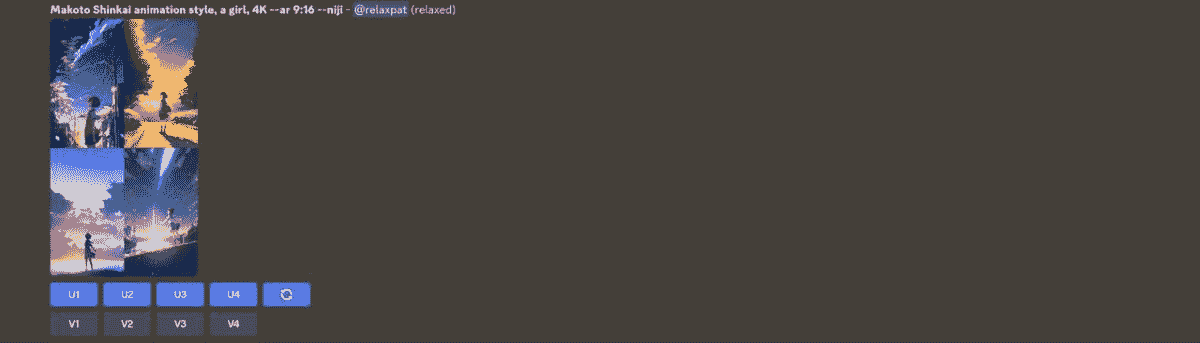 Makoto Shinkai animation style, a girl, 4K --ar 9:16 --niji - @relaxpat (relaxed)
U1 U2 U3 U4
V1 V2 V3 V4